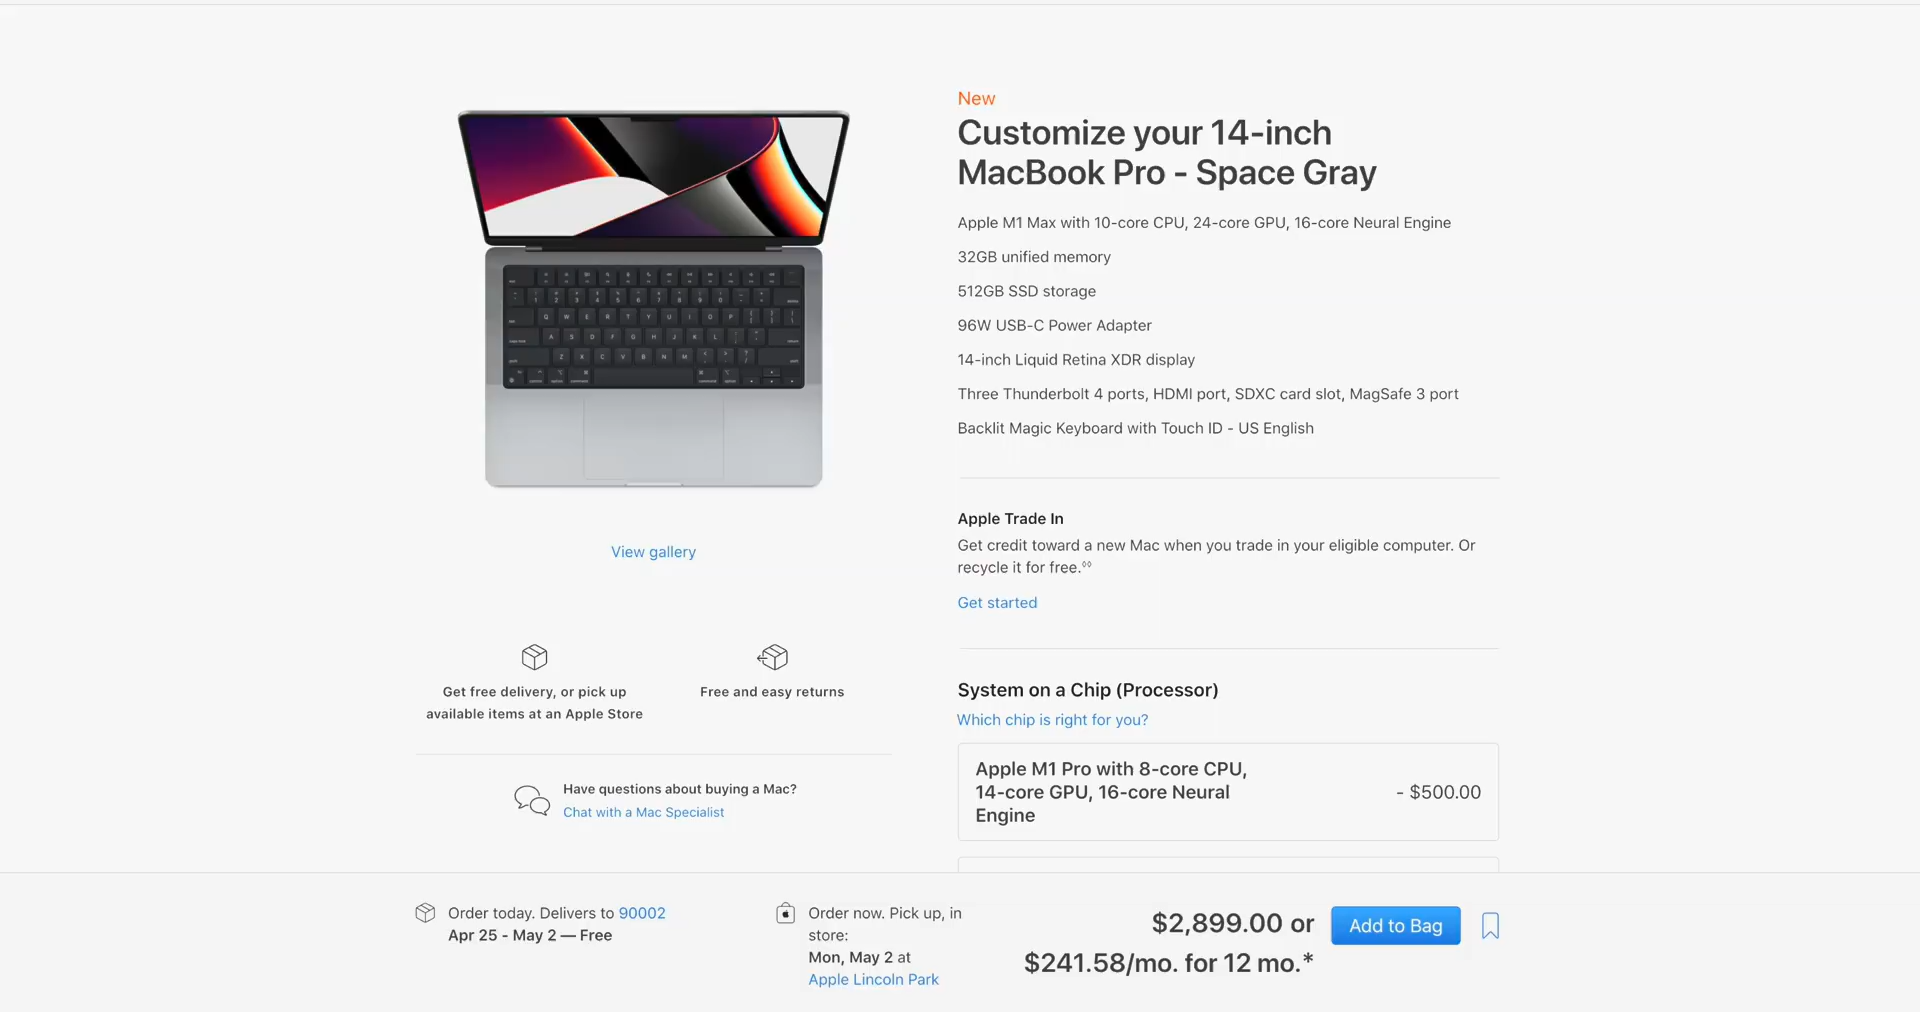 New
Customize your 14-inch
MacBook Pro - Space Gray
Apple M1 Max with 10-core CPU, 24-core GPU, 16-core Neural Engine
32GB unified memory
512GB SSD storage
96W USB-C Power Adapter
14-inch Liquid Retina XDR display
Three Thunderbolt 4 ports, HDMI port, SDXC card slot, MagSafe 3 port
Backlit Magic Keyboard with Touch ID - US English
View gallery
Apple Trade In
Get credit toward a new Mac when you trade in your eligible computer. Or
recycle it for free.◊◊
Get started
Get free delivery, or pick up
available items at an Apple Store
Free and easy returns
Have questions about buying a Mac?
Chat with a Mac Specialist
System on a Chip (Processor)
Which chip is right for you?
Apple M1 Pro with 8-core CPU,
14-core GPU, 16-core Neural
Engine
- $500.00
Order today. Delivers to 90002
Apr 25 - May 2 — Free
Order now. Pick up, in
store:
Mon, May 2 at
Apple Lincoln Park
$2,899.00 or
$241.58/mo. for 12 mo.*
Add to Bag